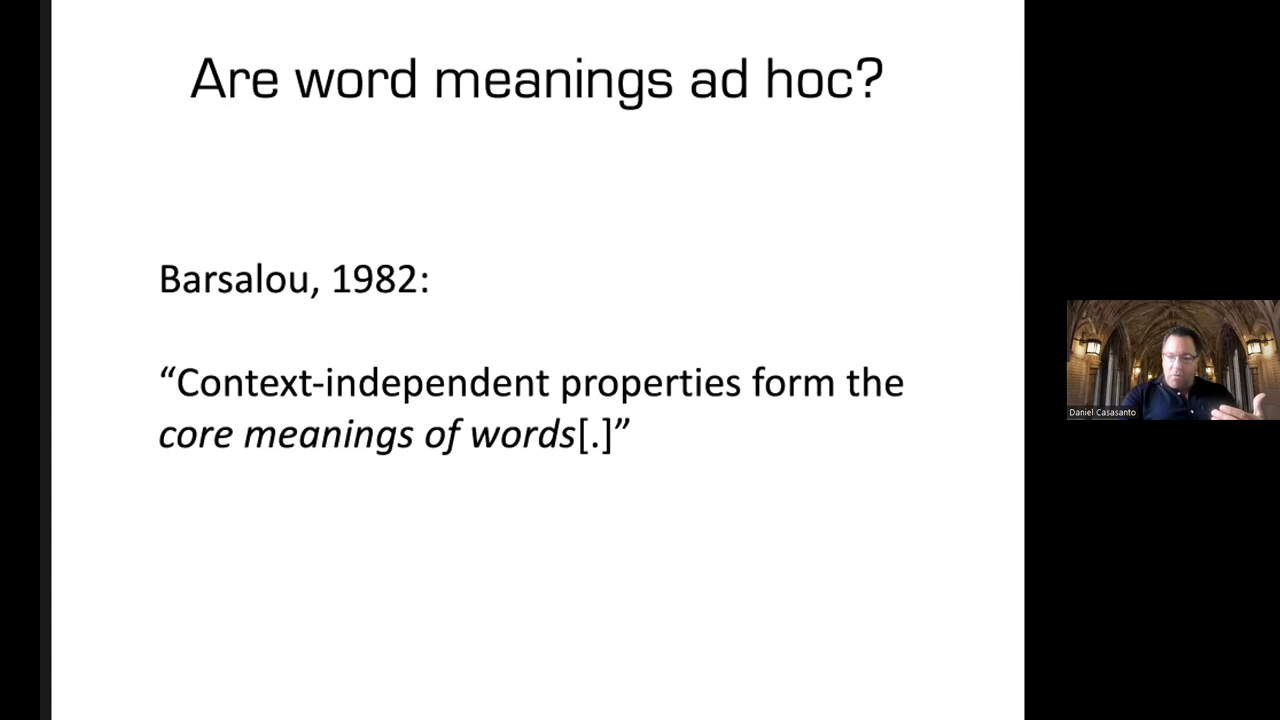 Are word meanings ad hoc?
Barsalou, 1982:
“Context-independent properties form the
core meanings of words[.]”
Daniel Casasanto